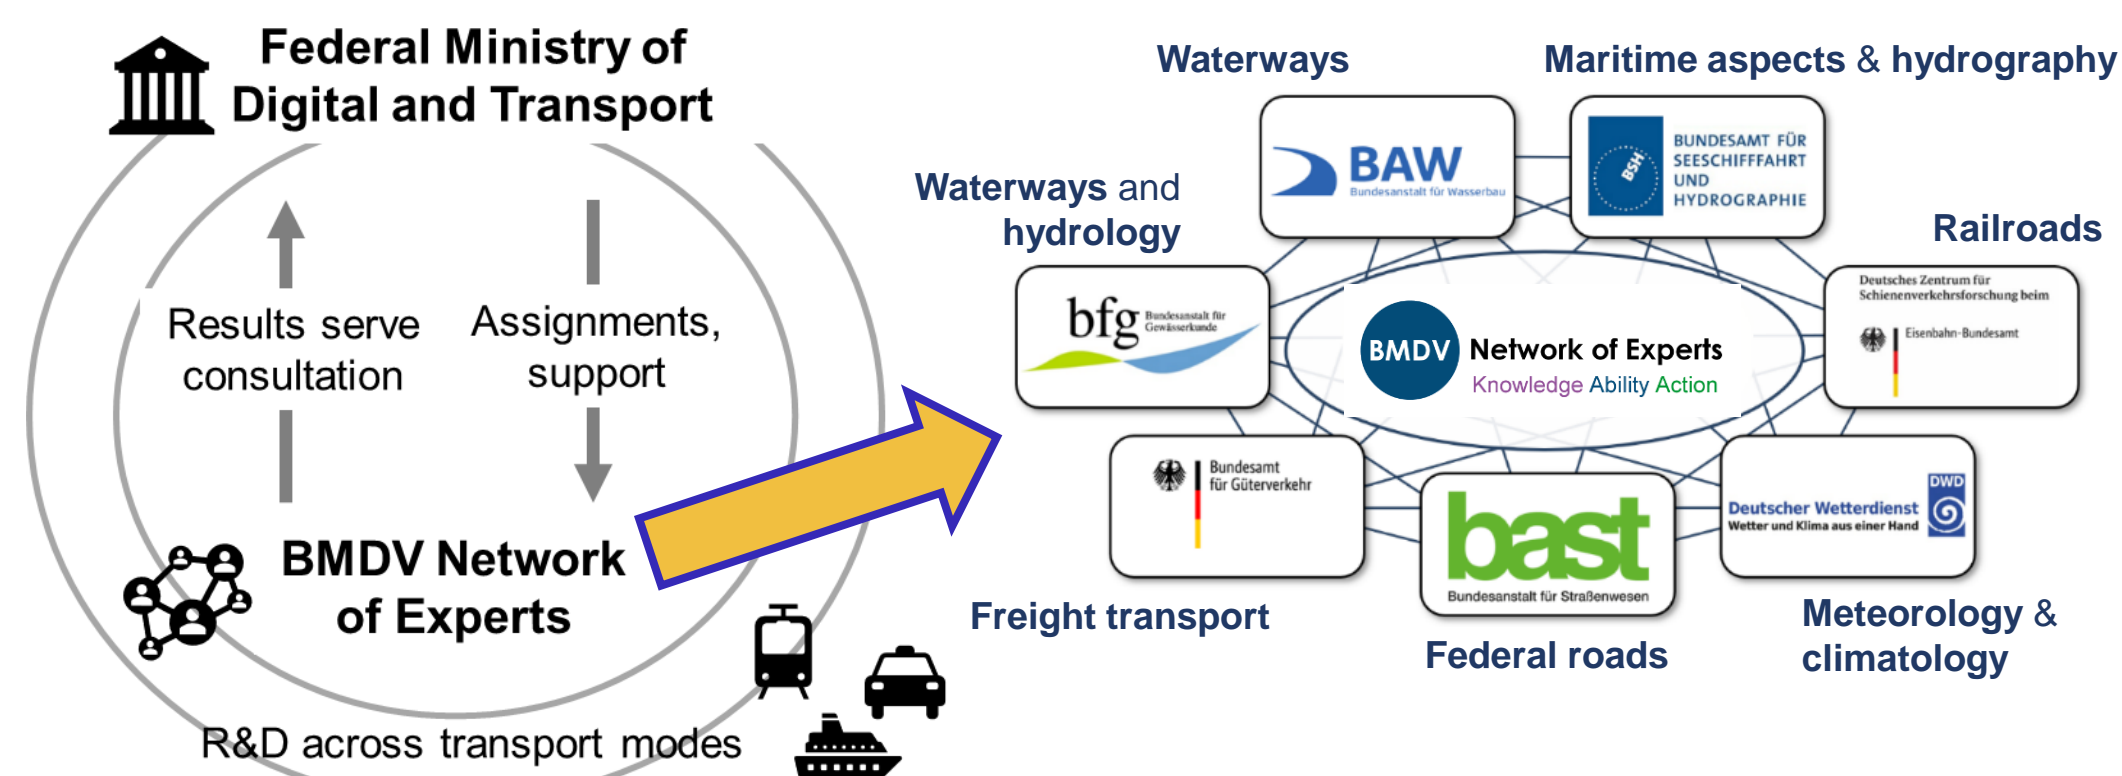 Federal Ministry of
Digital and Transport
Results serve
consultation
Assignments,
support
BMDV Network
of Experts
R&D across transport modes
Waterways
Maritime aspects & hydrography
BAW
Bundesanstalt für Wasserbau
BSH
BUNDESAMT FÜR
SEESCHIFFFAHRT
UND
HYDROGRAPHIE
Waterways and
hydrology
Railroads
bfg
Bundesanstalt für
Gewässerkunde
Deutsches Zentrum für
Schienenverkehrsforschung beim
Eisenbahn-Bundesamt
BMDV
Network of Experts
Knowledge Ability Action
Bundesamt
für Güterverkehr
bast
Bundesanstalt für Straßenwesen
DWD
Deutscher Wetterdienst
Wetter und Klima aus einer Hand
Freight transport
Federal roads
Meteorology &
climatology